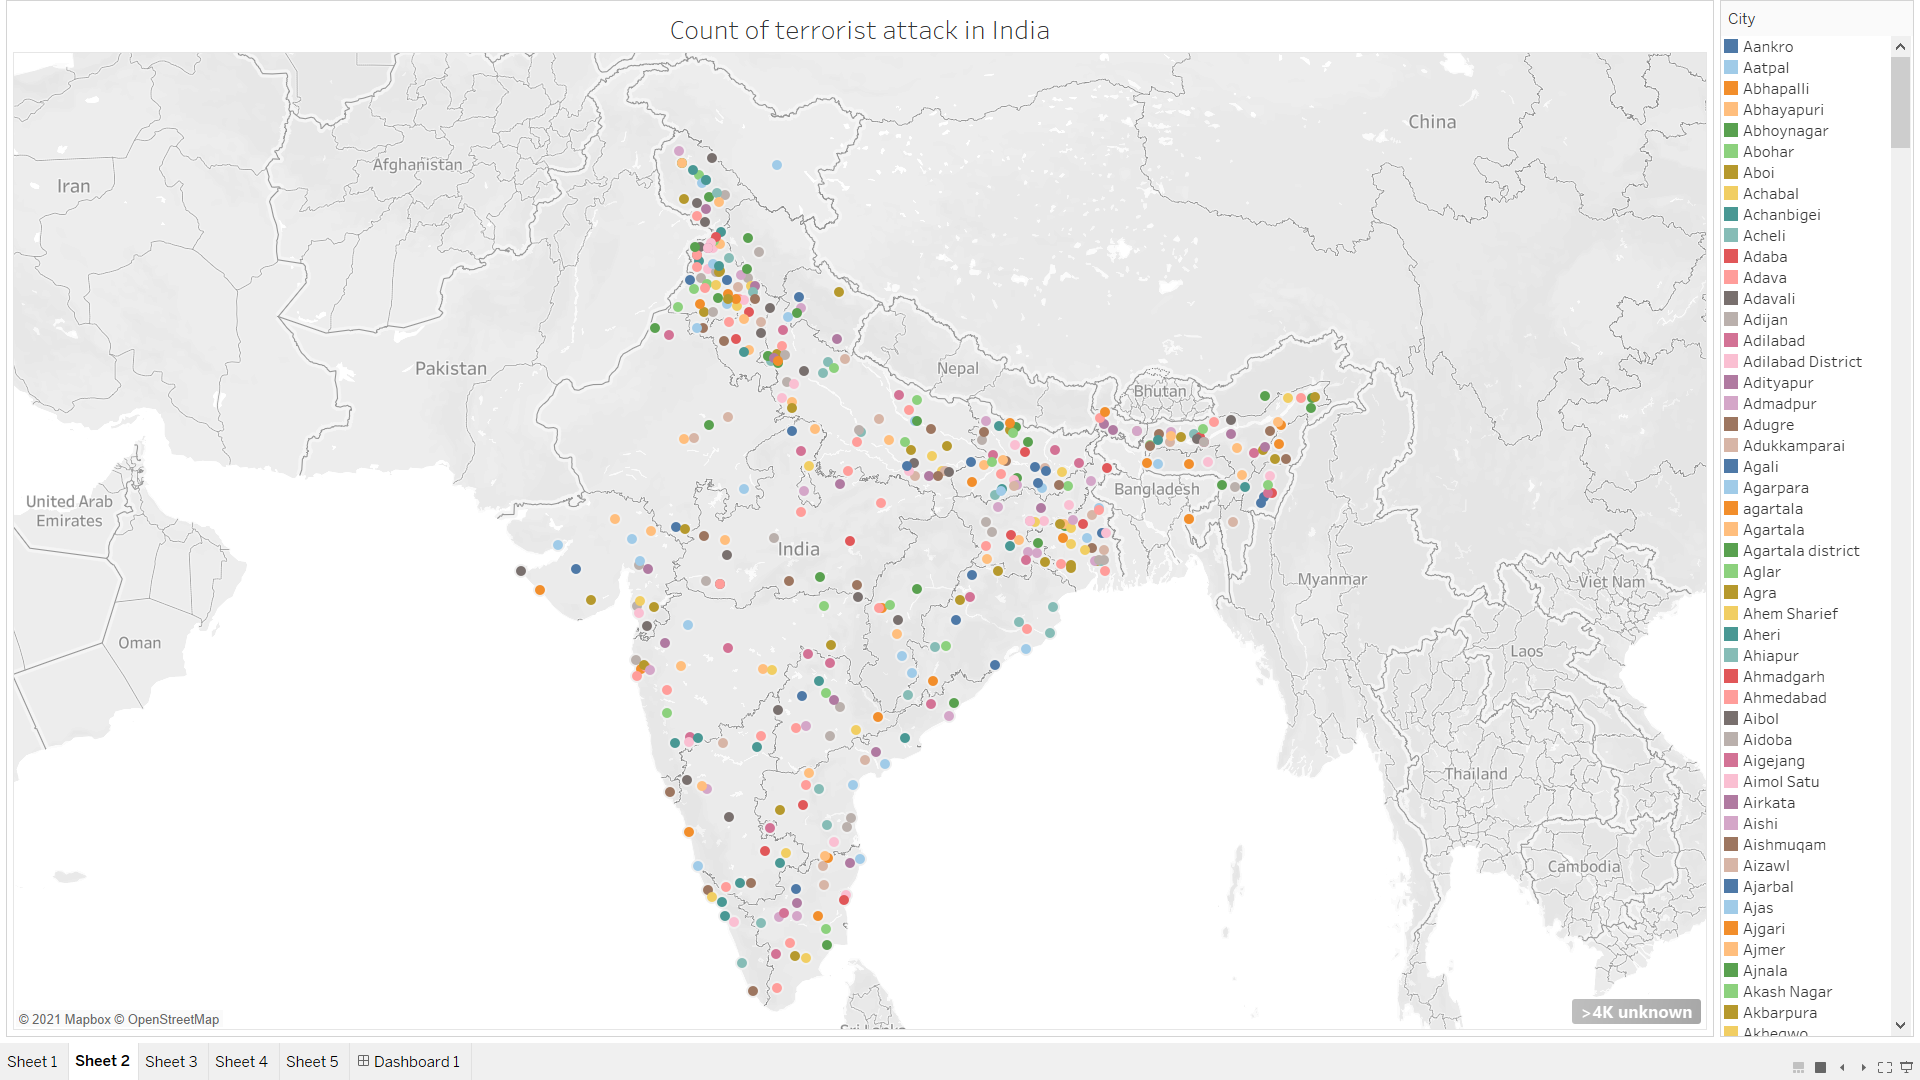 Count of terrorist attack in India
China
Afghanistan
Iran
Pakistan
Nepal
Bhutan
Bangladesh
United Arab
Emirates
India
Myanmar
Viet Nam
Oman
Laos
Thailand
Cambodia
Sri Lanka
© 2021 Mapbox © OpenStreetMap
>4K unknown
City
Aankro
Aatpal
Abhapalli
Abhayapuri
Abhoynagar
Abohar
Aboi
Achabal
Achanbigei
Acheli
Adaba
Adava
Adavali
Adijan
Adilabad
Adilabad District
Adityapur
Admadpur
Adugre
Adukkamparai
Agali
Agarpara
agartala
Agartala
Agartala district
Aglar
Agra
Ahem Sharief
Aheri
Ahiapur
Ahmadgarh
Ahmedabad
Aibol
Aidoba
Aigejang
Aimol Satu
Airkata
Aishi
Aishmuqam
Aizawl
Ajarbal
Ajas
Ajgari
Ajmer
Ajnala
Akash Nagar
Akbarpura
Akhegwo
Sheet 1
Sheet 2
Sheet 3
Sheet 4
Sheet 5
Dashboard 1